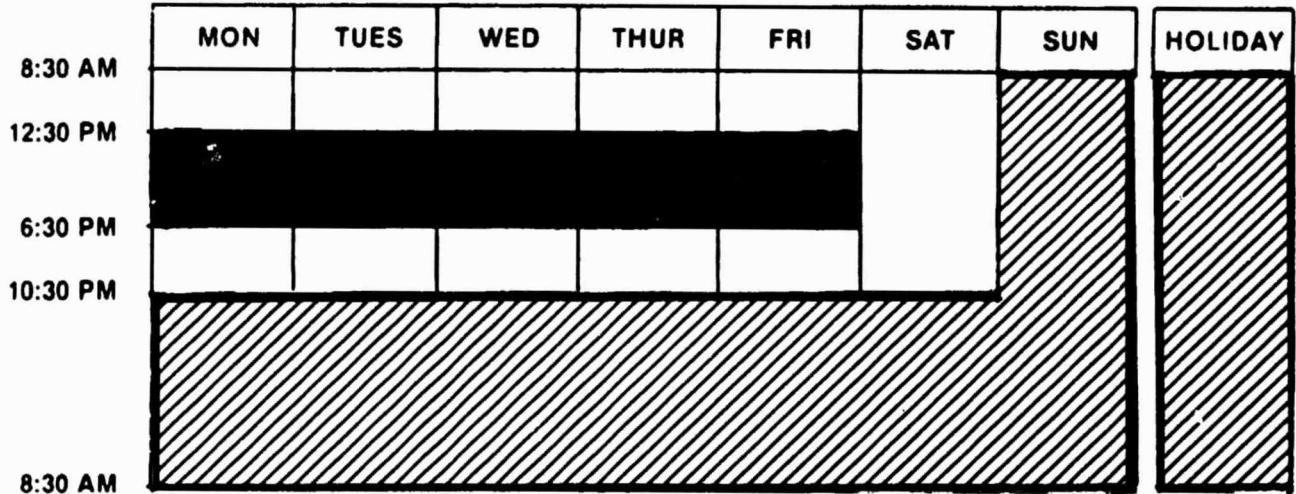 MON TUES WED THUR FRI SAT SUN HOLIDAY
8:30 AM
12:30 PM
6:30 PM
10:30 PM
8:30 AM